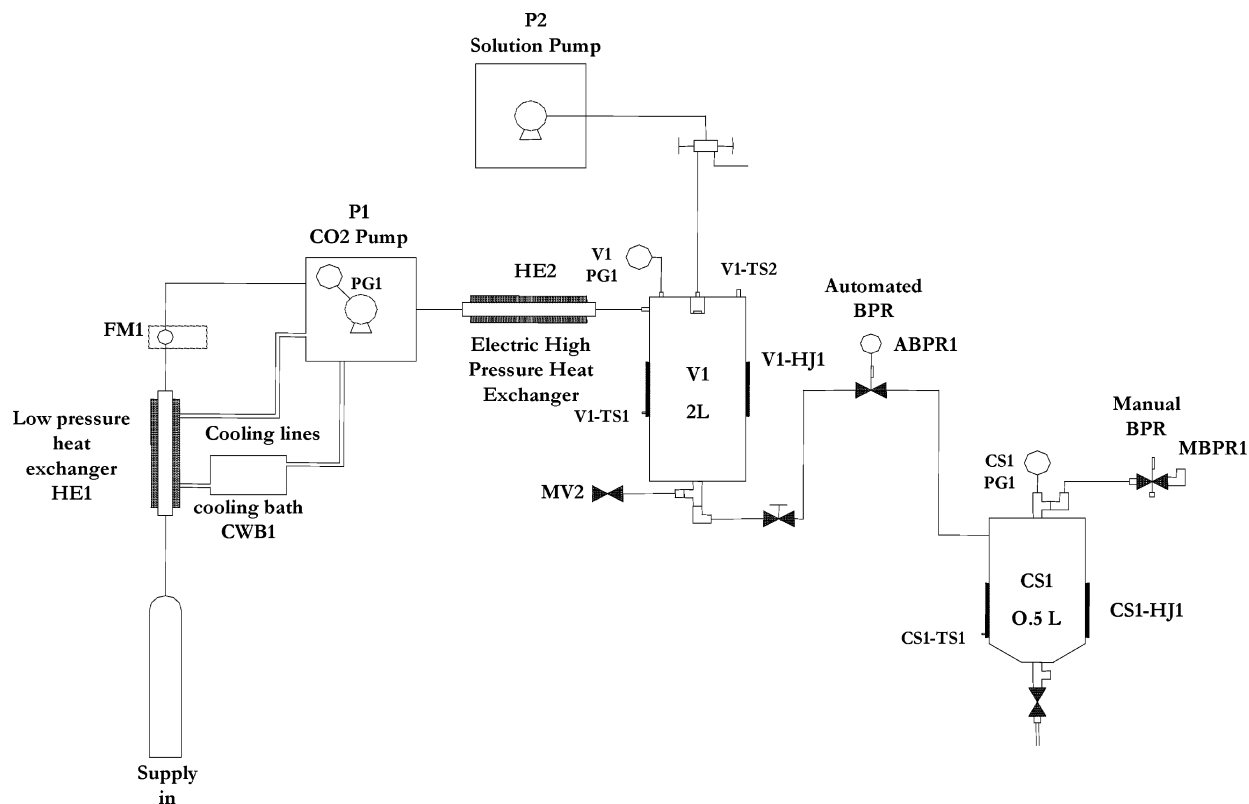 P2
Solution Pump
P1
CO2 Pump
PG1
HE2
V1
PG1
V1-TS2
Automated
BPR
ABPR1
FM1
Electric High
Pressure Heat
Exchanger
V1-HJ1
V1
2L
V1-TS1
Low pressure
heat
exchanger
HE1
Cooling lines
cooling bath
CWB1
MV2
Manual
BPR
MBPR1
CS1
PG1
CS1
O.5 L
CS1-HJ1
CS1-TS1
Supply
in